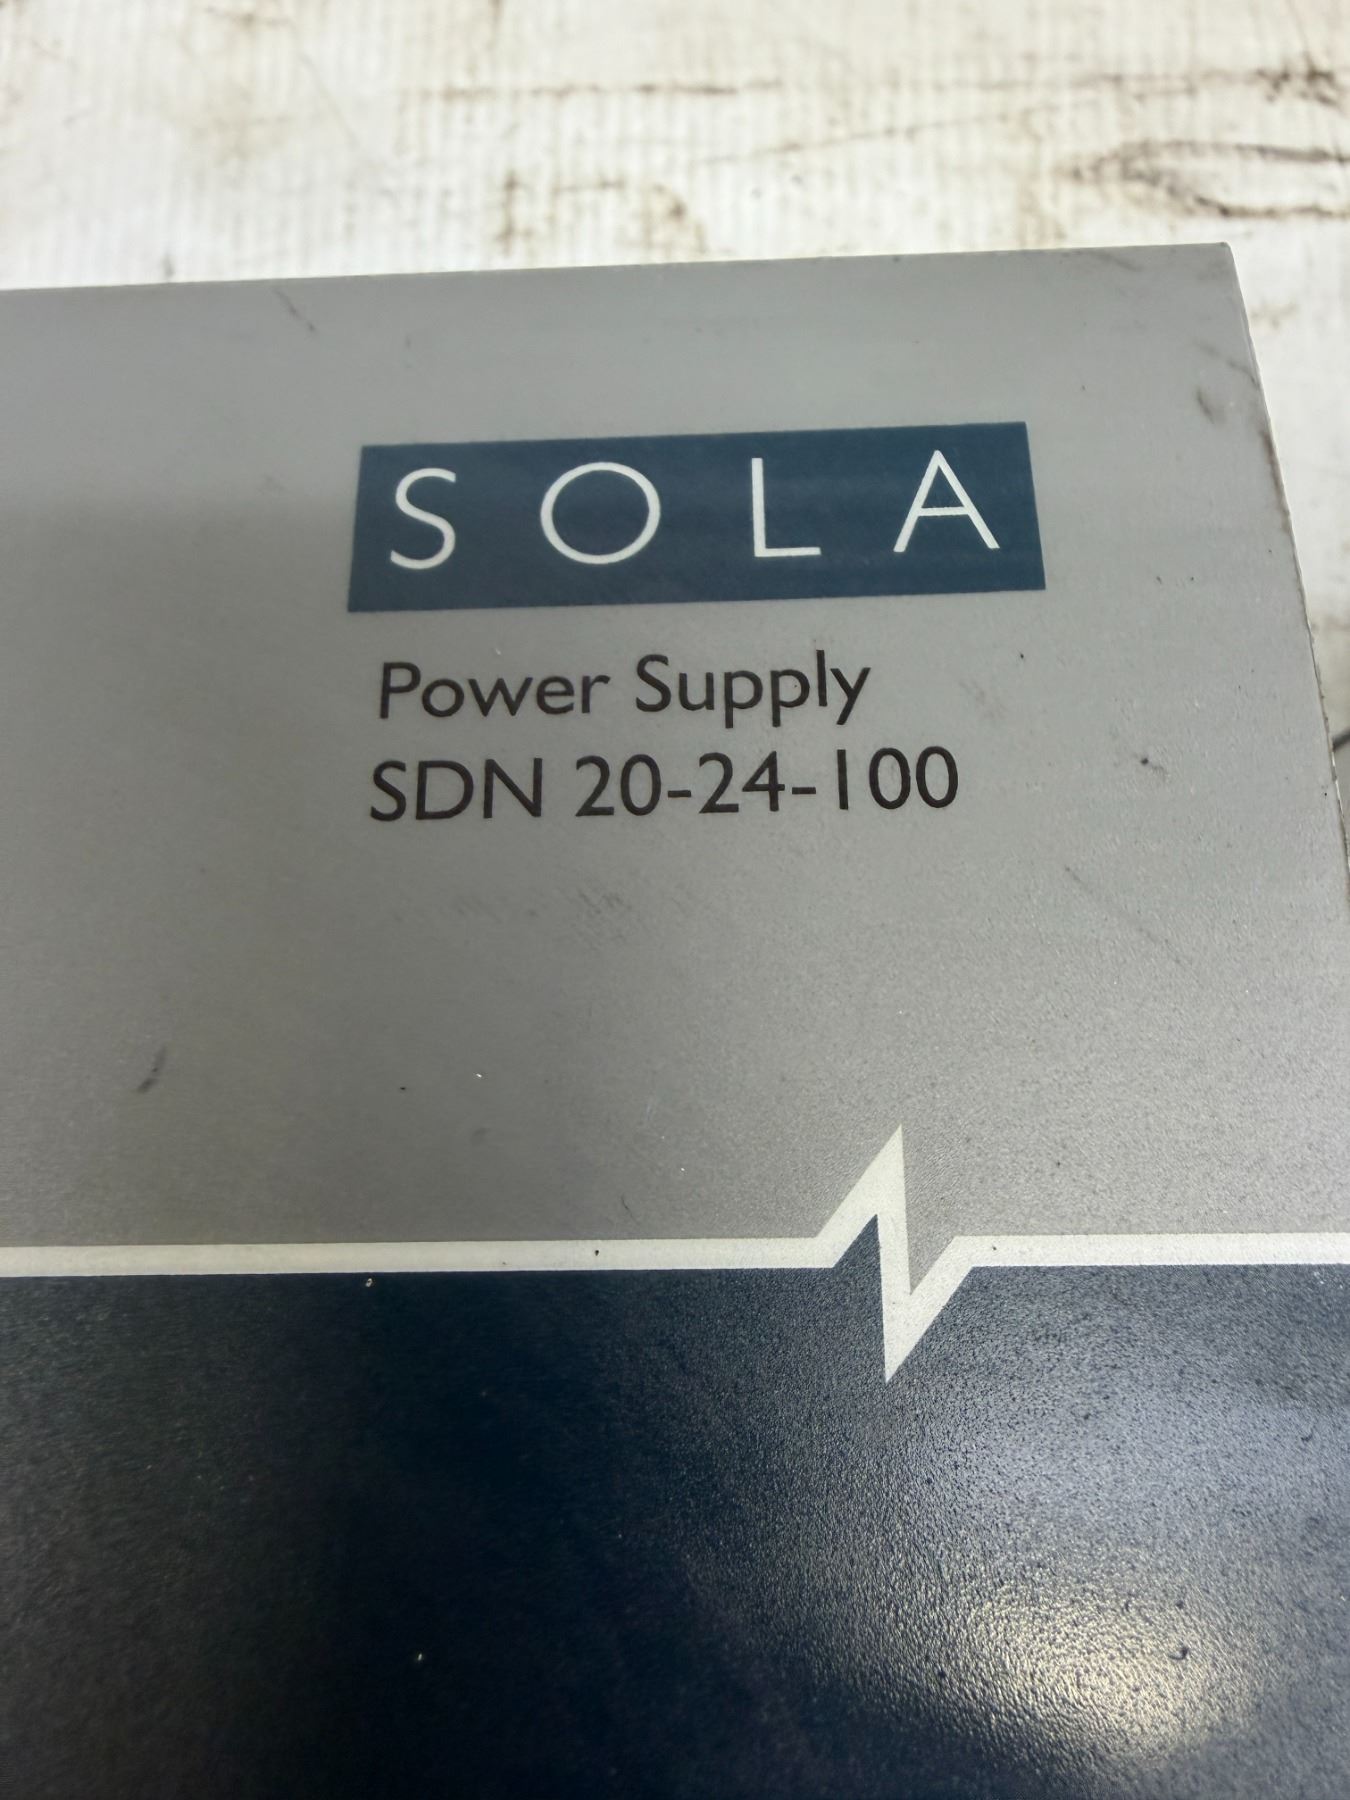 SOLA
Power Supply
SDN 20-24-100